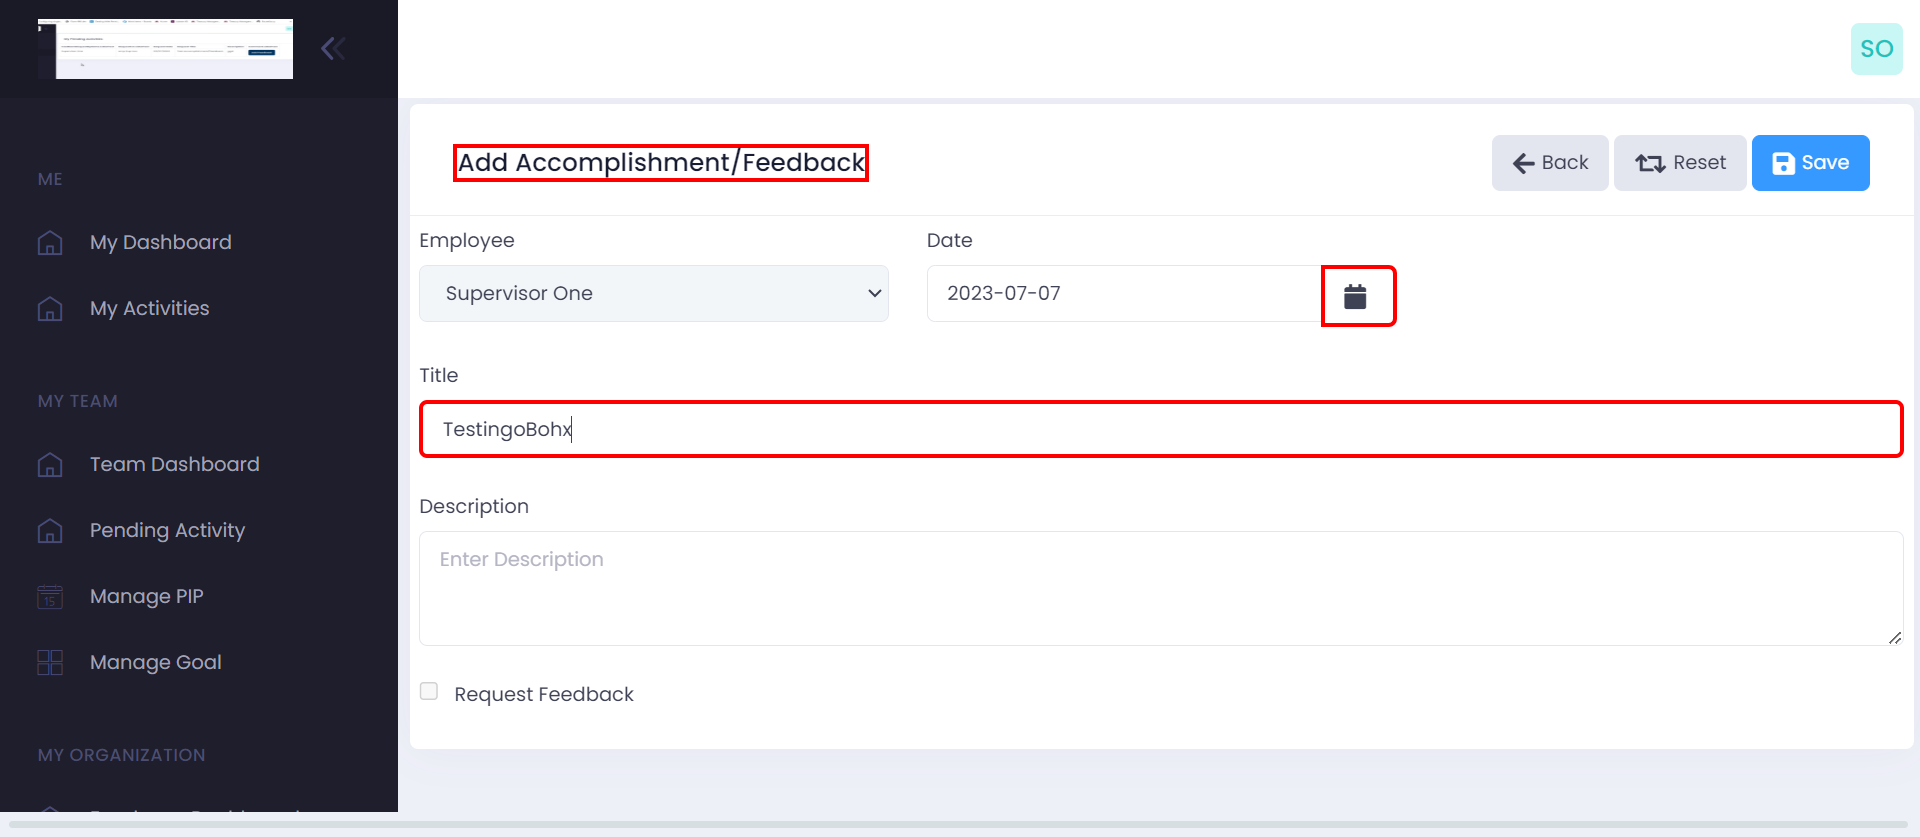 SO
ME
My Dashboard
My Activities
MY TEAM
Team Dashboard
Pending Activity
15
Manage PIP
Manage Goal
MY ORGANIZATION
Add Accomplishment/Feedback
Back
Reset
Save
Employee
Date
Supervisor One
2023-07-07
Title
TestingoBohx
Description
Enter Description
Request Feedback